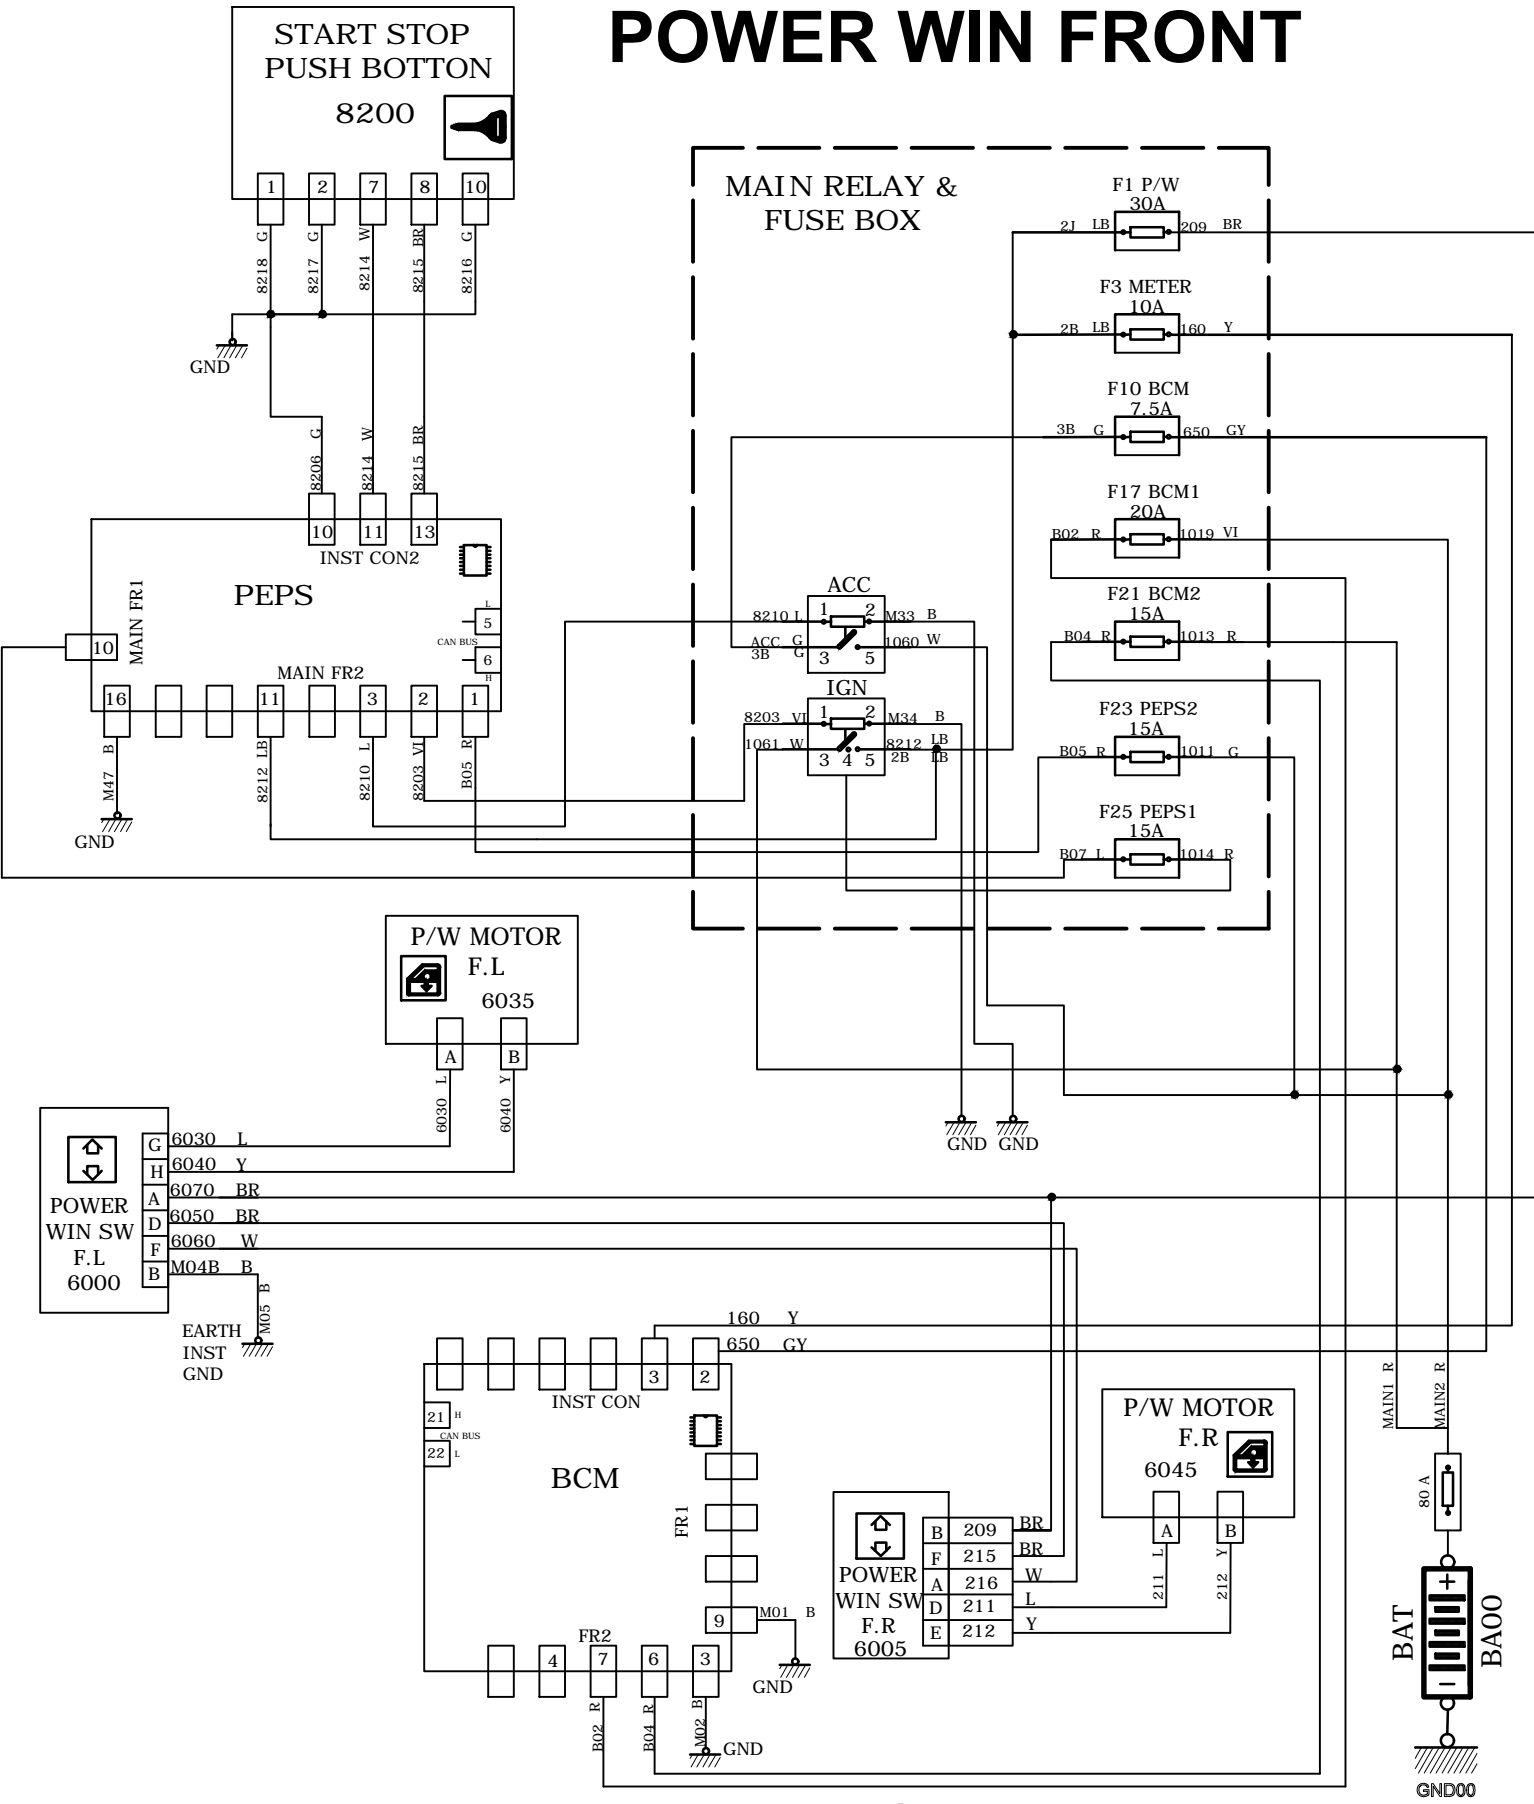 POWER WIN FRONT
START STOP
PUSH BOTTON
8200
1 2 7 8 10
8218 G
8217 G
8214 W
8215 BR
8216 G
GND
8206 G
8214 W
8215 BR
10 11 13
INST CON2
PEPS
MAIN FR1
10
L
5
CAN BUS
6
H
MAIN FR2
16 11 3 2 1
M47 B
8212 LB
8210 L
8203 VI
B05 R
GND
MAIN RELAY &
FUSE BOX
F1 P/W
30A
2J LB 209 BR
F3 METER
10A
2B LB 160 Y
F10 BCM
7.5A
3B G 650 GY
F17 BCM1
20A
B02 R 1019 VI
F21 BCM2
15A
B04 R 1013 R
F23 PEPS2
15A
B05 R 1011 G
F25 PEPS1
15A
B07 L 1014 R
ACC
8210 L 1 2 M33 B
ACC G 1060 W
3B G 3 5
IGN
8203 VI 1 2 M34 B
1061 W 8212 LB
3 4 5 2B LB
GND GND
P/W MOTOR
F.L
6035
A B
6030 L
6040 Y
POWER
WIN SW
F.L
6000
G 6030 L
H 6040 Y
A 6070 BR
D 6050 BR
F 6060 W
B M04B B
M05 B
EARTH
INST
GND
160 Y
650 GY
3 2
INST CON
21 H
CAN BUS
22 L
BCM
FR1
9 M01 B
GND
FR2
4 7 6 3
B02 R
B04 R
M02 B
GND
POWER
WIN SW
F.R
6005
B 209 BR
F 215 BR
A 216 W
D 211 L
E 212 Y
P/W MOTOR
F.R
6045
A B
211 L
212 Y
MAIN1 R
MAIN2 R
80 A
+
BAT
BA00
−
GND00